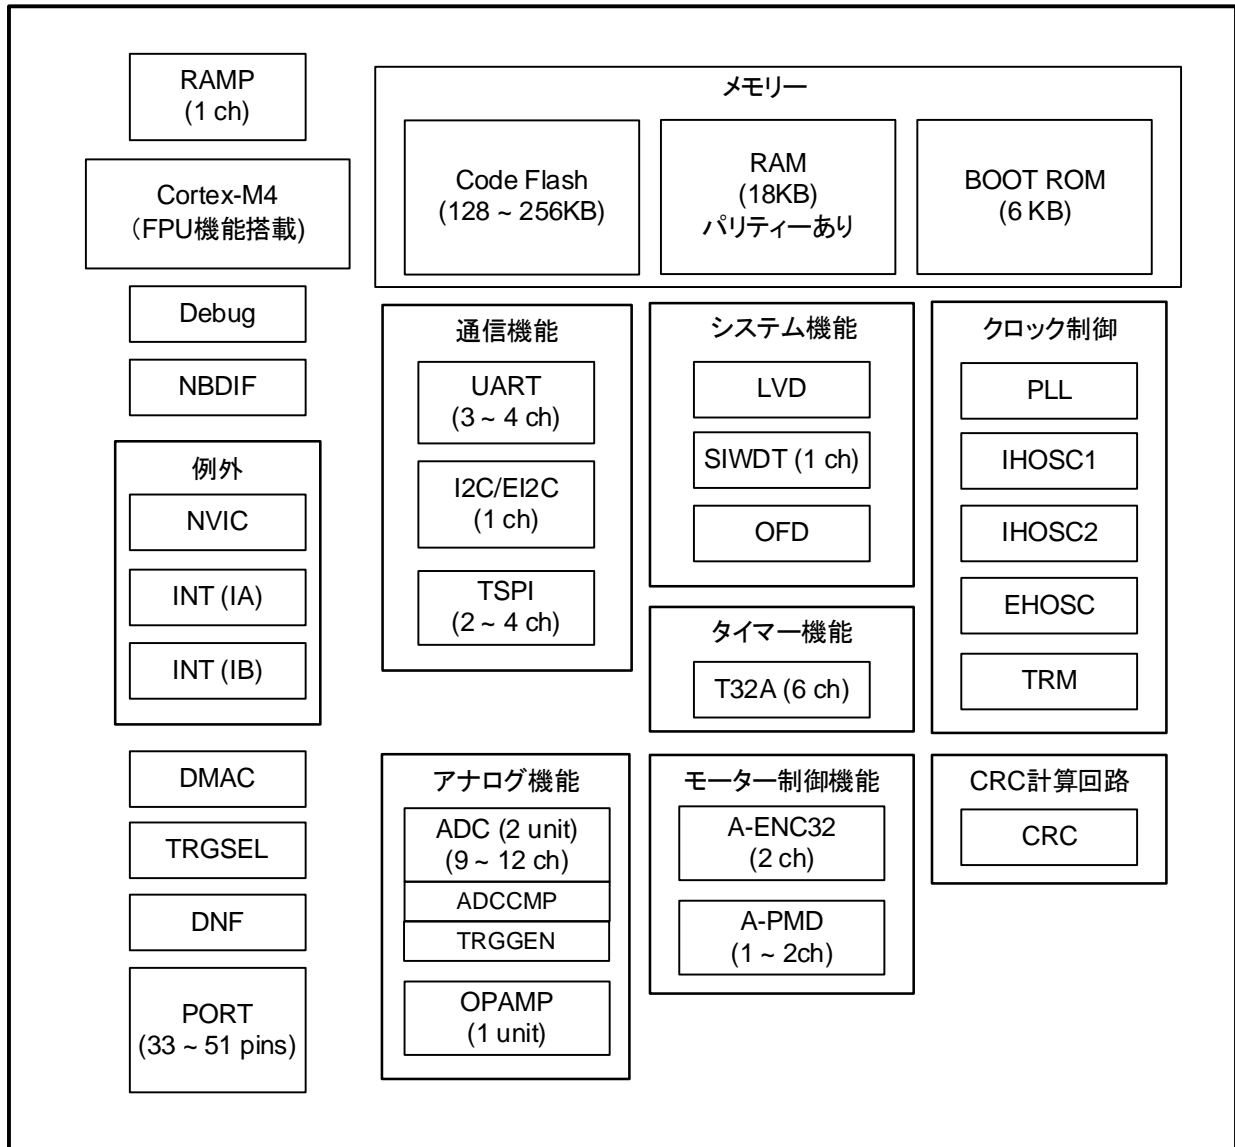 RAMP
(1 ch)
Cortex-M4
（FPU機能搭載)
Debug
NBDIF
例外
NVIC
INT (IA)
INT (IB)
DMAC
TRGSEL
DNF
PORT
(33 ~ 51 pins)
メモリー
Code Flash
(128 ~ 256KB)
RAM
(18KB)
パリティーあり
BOOT ROM
(6 KB)
通信機能
UART
(3 ~ 4 ch)
I2C/EI2C
(1 ch)
TSPI
(2 ~ 4 ch)
システム機能
LVD
SIWDT (1 ch)
OFD
タイマー機能
T32A (6 ch)
クロック制御
PLL
IHOSC1
IHOSC2
EHOSC
TRM
アナログ機能
ADC (2 unit)
(9 ~ 12 ch)
ADCCMP
TRGGEN
OPAMP
(1 unit)
モーター制御機能
A-ENC32
(2 ch)
A-PMD
(1 ~ 2ch)
CRC計算回路
CRC